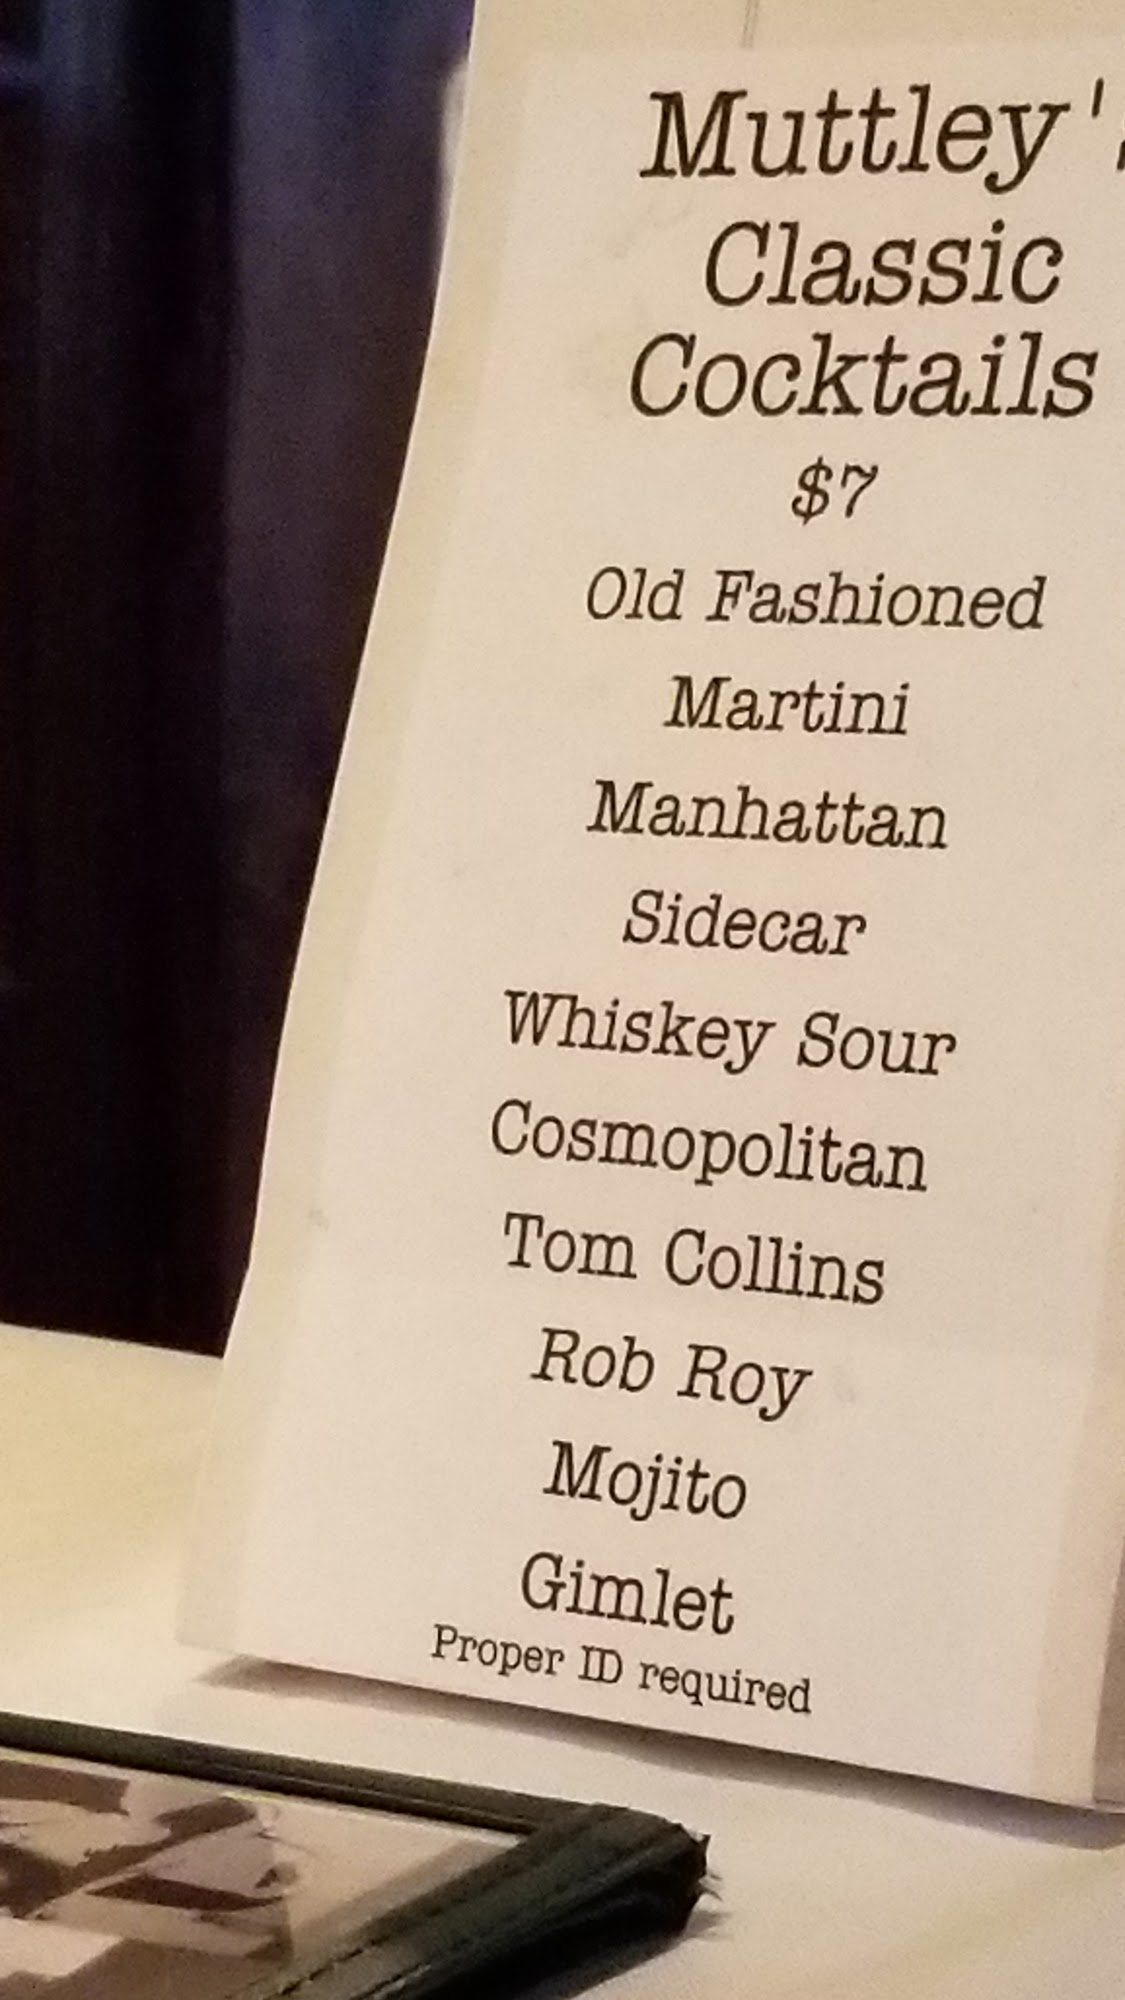 Muttley's
Classic
Cocktails
$7
Old Fashioned
Martini
Manhattan
Sidecar
Whiskey Sour
Cosmopolitan
Tom Collins
Rob Roy
Mojito
Gimlet
Proper ID required